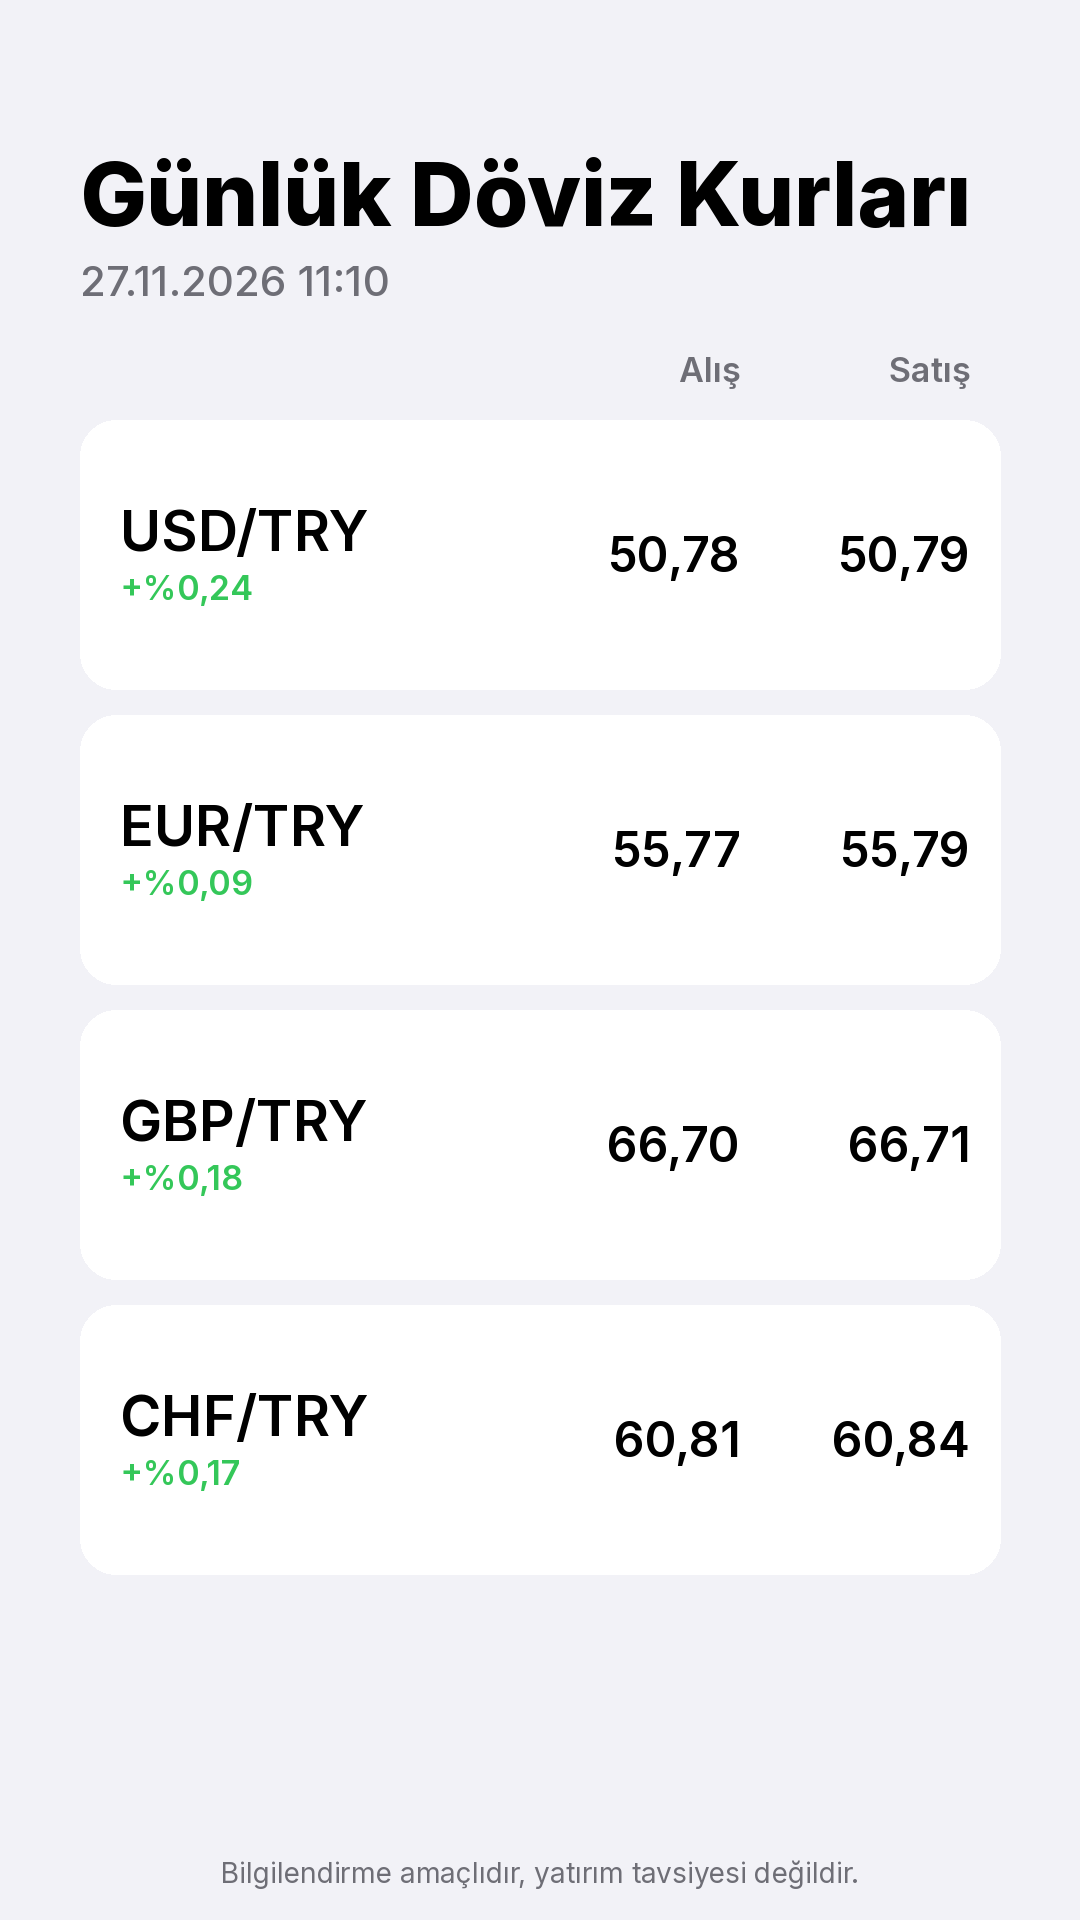 Günlük Döviz Kurları
27.11.2026 11:10
Alış Satış
USD/TRY 50,78 50,79
+%0,24
EUR/TRY 55,77 55,79
+%0,09
GBP/TRY 66,70 66,71
+%0,18
CHF/TRY 60,81 60,84
+%0,17
Bilgilendirme amaçlıdır, yatırım tavsiyesi değildir.